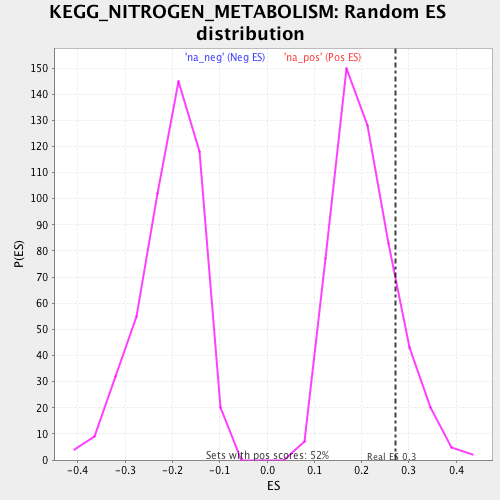 KEGG_NITROGEN_METABOLISM: Random ES
distribution
'na_neg' (Neg ES) 'na_pos' (Pos ES)
150
140
130
120
110
100
90
80
70
60
50
40
30
20
10
0
P(ES)
Sets with pos scores: 52%
Real ES 0.3
-0.4 -0.3 -0.2 -0.1 0.0 0.1 0.2 0.3 0.4
ES